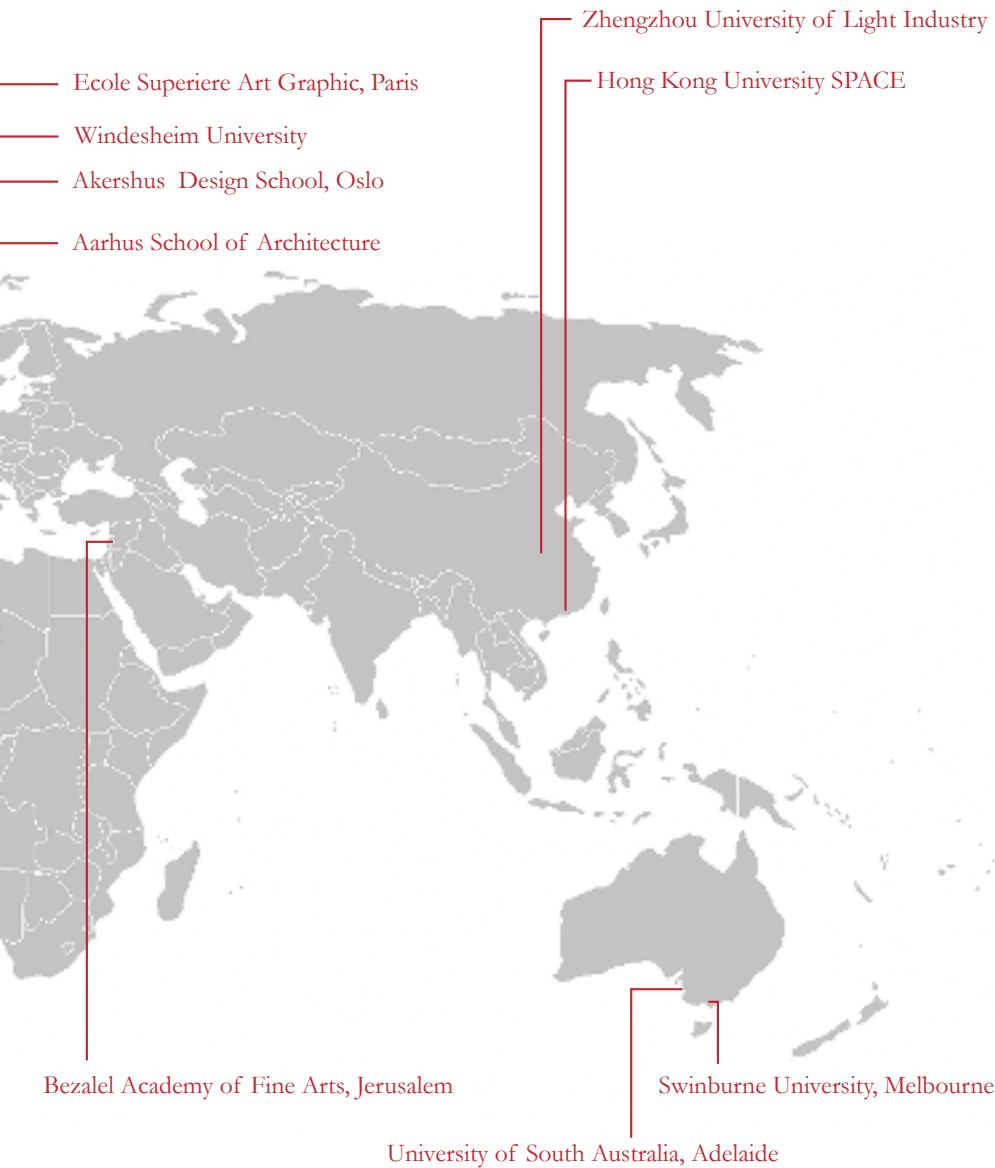 Zhengzhou University of Light Industry
Ecole Superiere Art Graphic, Paris
Hong Kong University SPACE
Windesheim University
Akershus Design School, Oslo
Aarhus School of Architecture
Bezalel Academy of Fine Arts, Jerusalem
Swinburne University, Melbourne
University of South Australia, Adelaide